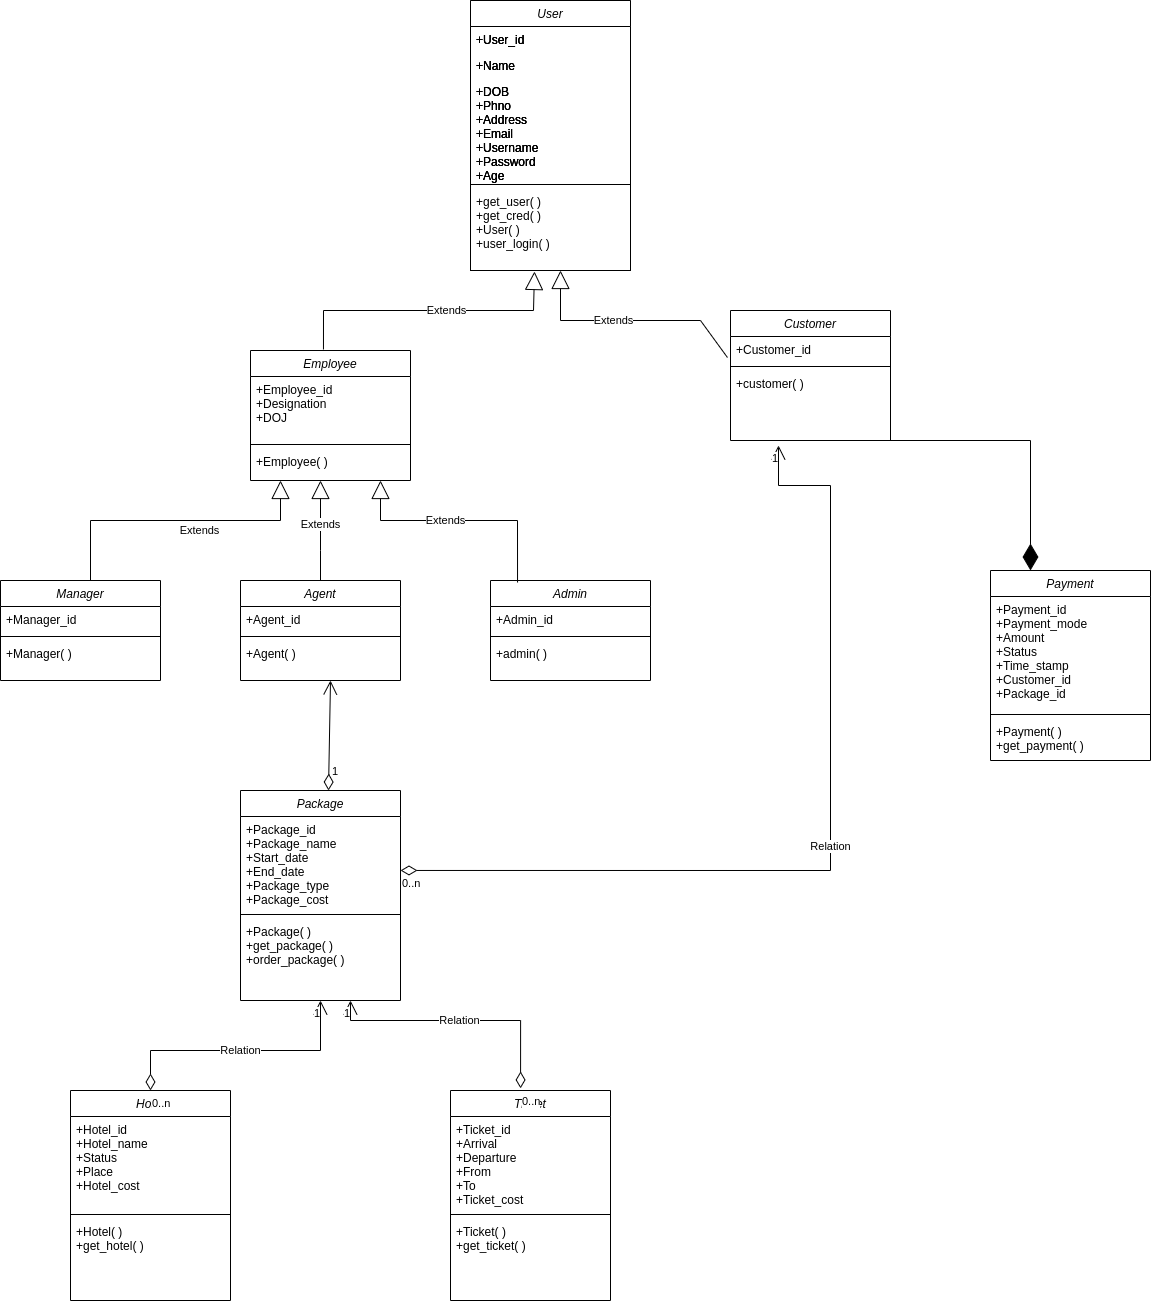 User
+User_id
+Name
+DOB
+Phno
+Address
+Email
+Username
+Password
+Age
+get_user( )
+get_cred( )
+User( )
+user_login( )
Extends
Extends
Customer
+Customer_id
+customer( )
Employee
+Employee_id
+Designation
+DOJ
+Employee( )
1
Extends
Extends
Extends
Manager
+Manager_id
+Manager( )
Agent
+Agent_id
+Agent( )
Admin
+Admin_id
+admin( )
Payment
+Payment_id
+Payment_mode
+Amount
+Status
+Time_stamp
+Customer_id
+Package_id
+Payment( )
+get_payment( )
1
Package
+Package_id
+Package_name
+Start_date
+End_date
+Package_type
+Package_cost
+Package( )
+get_package( )
+order_package( )
Relation
0..n
1
1
Relation
Relation
0..n
+Hotel_id
+Hotel_name
+Status
+Place
+Hotel_cost
+Hotel( )
+get_hotel( )
0..n
+Ticket_id
+Arrival
+Departure
+From
+To
+Ticket_cost
+Ticket( )
+get_ticket( )